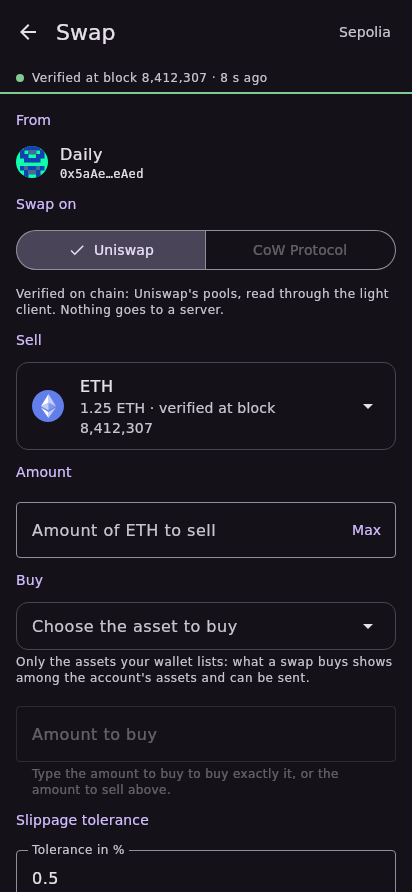 Swap
Sepolia
Verified at block 8,412,307 · 8 s ago
From
Daily
0x5aAe…eAed
Swap on
Uniswap
CoW Protocol
Verified on chain: Uniswap's pools, read through the light
client. Nothing goes to a server.
Sell
ETH
1.25 ETH · verified at block
8,412,307
Amount
Amount of ETH to sell
Max
Buy
Choose the asset to buy
Only the assets your wallet lists: what a swap buys shows
among the account's assets and can be sent.
Amount to buy
Type the amount to buy to buy exactly it, or the
amount to sell above.
Slippage tolerance
Tolerance in %
0.5